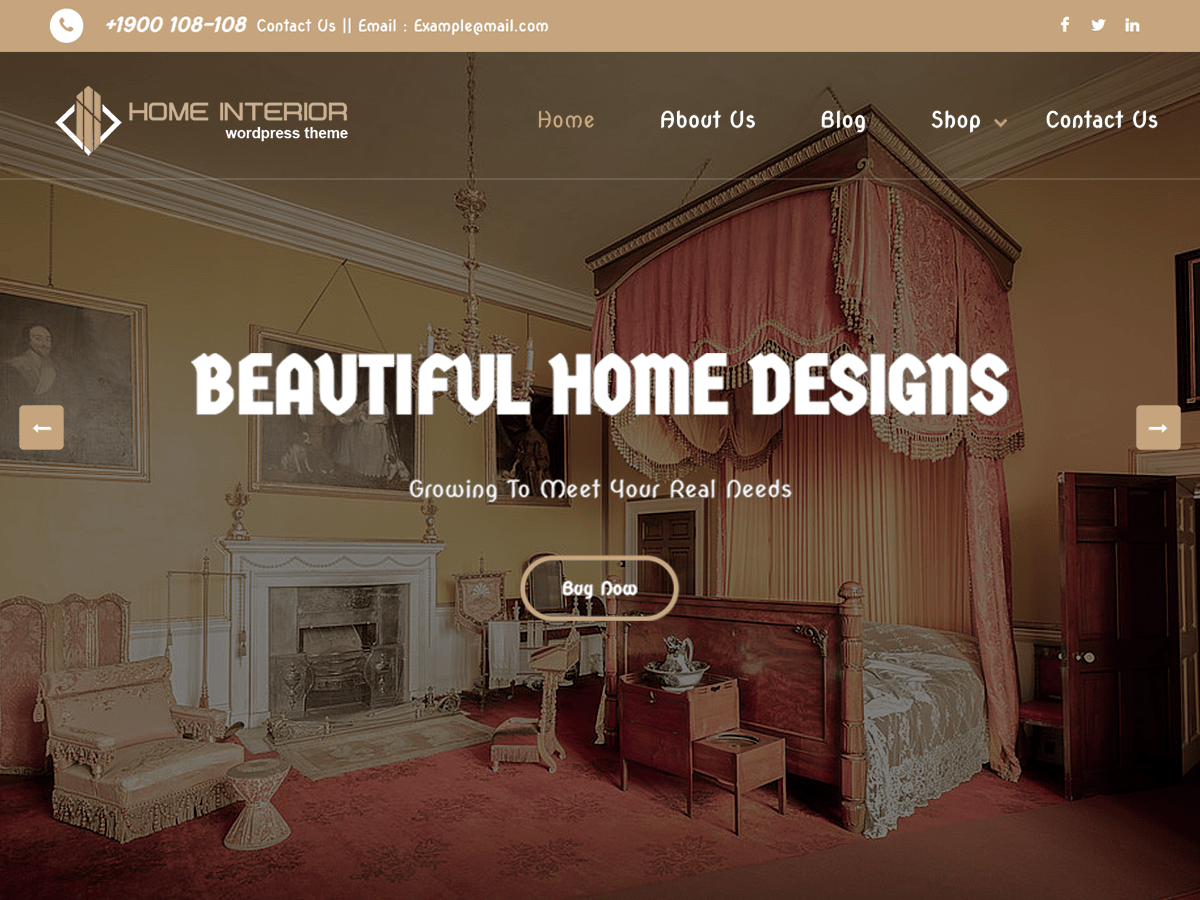 +1900 108-108 Contact Us || Email : Example@mail.com
HOME INTERIOR
wordpress theme
Home About Us Blog Shop Contact Us
BEAUTIFUL HOME DESIGNS
Growing To Meet Your Real Needs
Buy Now